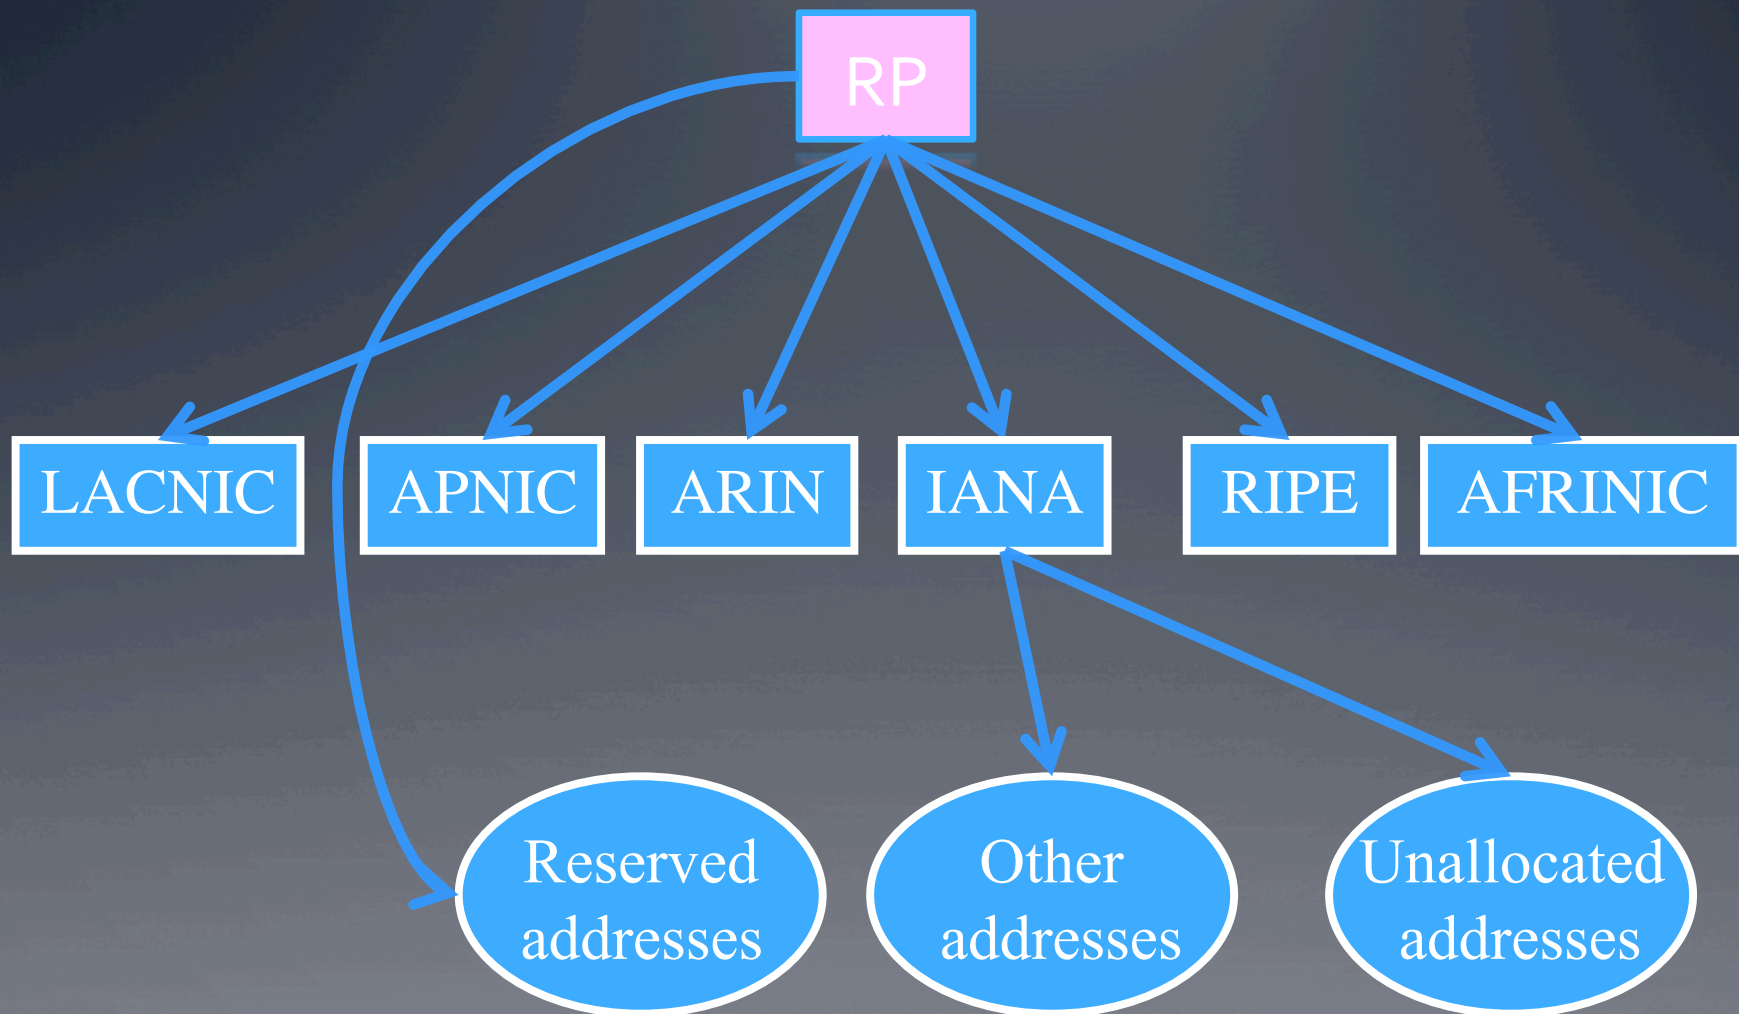 RP
LACNIC
APNIC
ARIN
IANA
RIPE
AFRINIC
Reserved
addresses
Other
addresses
Unallocated
addresses